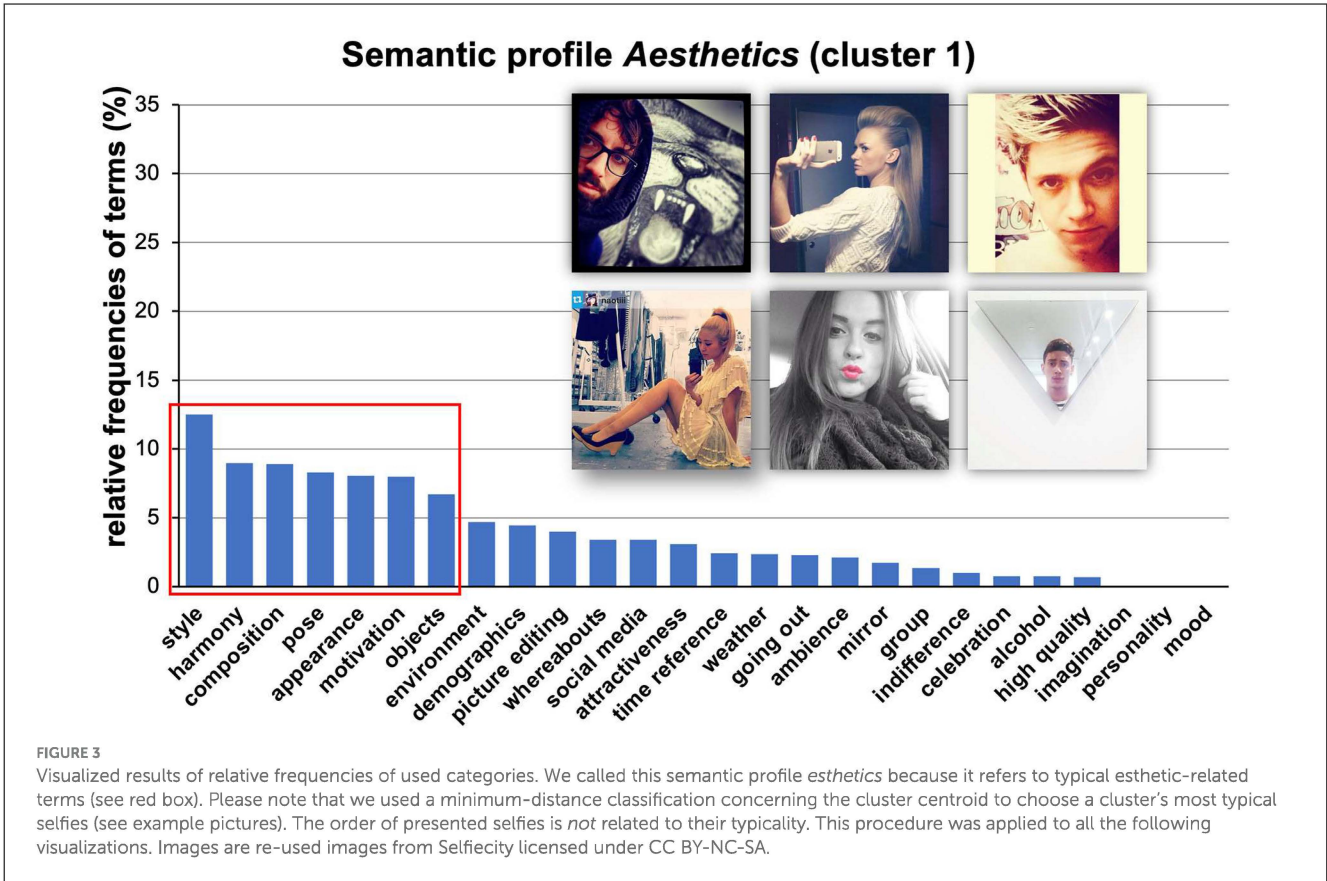 Semantic profile Aesthetics (cluster 1)
relative frequencies of terms (%)
35
30
25
20
15
10
5
0
naotiii
style
harmony
composition
pose
appearance
motivation
objects
environment
demographics
picture editing
whereabouts
social media
attractiveness
time reference
weather
going out
ambience
mirror
group
indifference
celebration
alcohol
high quality
imagination
personality
mood
FIGURE 3
Visualized results of relative frequencies of used categories. We called this semantic profile esthetics because it refers to typical esthetic-related
terms (see red box). Please note that we used a minimum-distance classification concerning the cluster centroid to choose a cluster's most typical
selfies (see example pictures). The order of presented selfies is not related to their typicality. This procedure was applied to all the following
visualizations. Images are re-used images from Selfiecity licensed under CC BY-NC-SA.